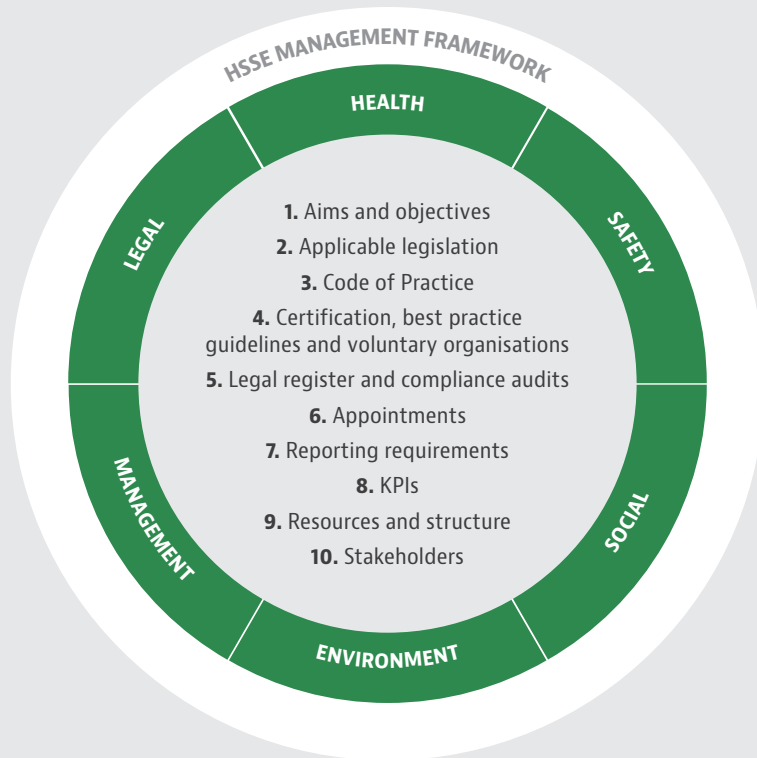 HSSE MANAGEMENT FRAMEWORK
HEALTH
SAFETY
SOCIAL
ENVIRONMENT
MANAGEMENT
LEGAL
1. Aims and objectives
2. Applicable legislation
3. Code of Practice
4. Certification, best practice
guidelines and voluntary organisations
5. Legal register and compliance audits
6. Appointments
7. Reporting requirements
8. KPIs
9. Resources and structure
10. Stakeholders